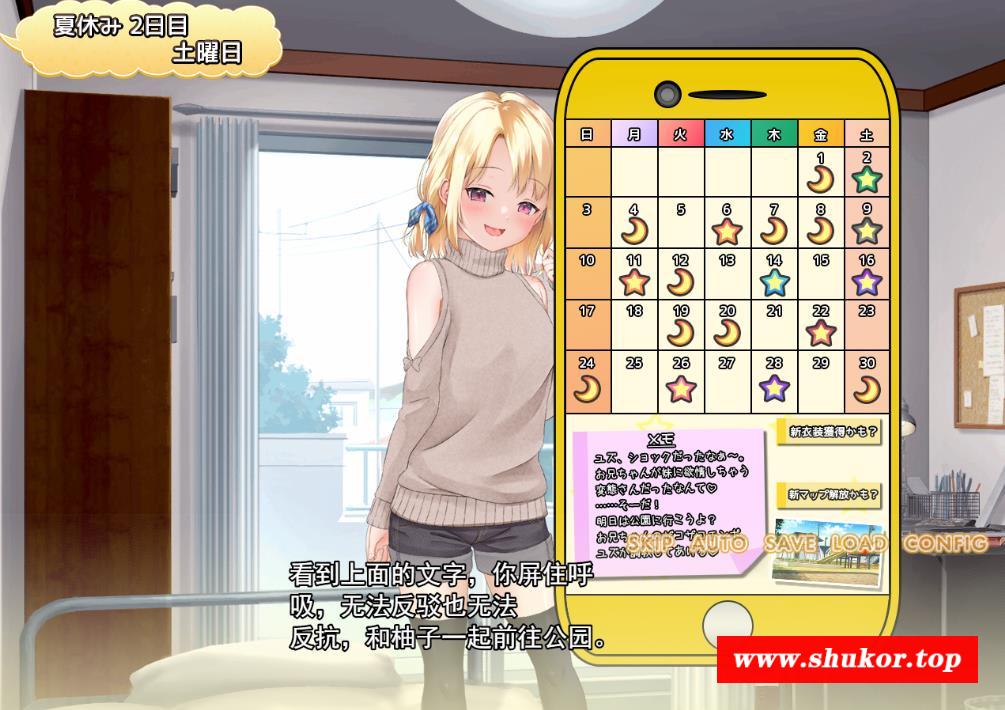 夏休み 2日目
土曜日
日 月 火 水 木 金 土
1 2
3 4 5 6 7 8 9
10 11 12 13 14 15 16
17 18 19 20 21 22 23
24 25 26 27 28 29 30
メモ
ユズ、ショックだったなぁ～。
お兄ちゃんが妹に欲情しちゃう
変態さんだったなんて♡
……そーだ！
明日は公園に行こうよ？
お兄ち
ユズが
新衣装獲得かも？
新マップ解放かも？
SKIP AUTO SAVE LOAD CONFIG
看到上面的文字，你屏住呼
吸，无法反驳也无法
反抗，和柚子一起前往公园。
www.shukor.top